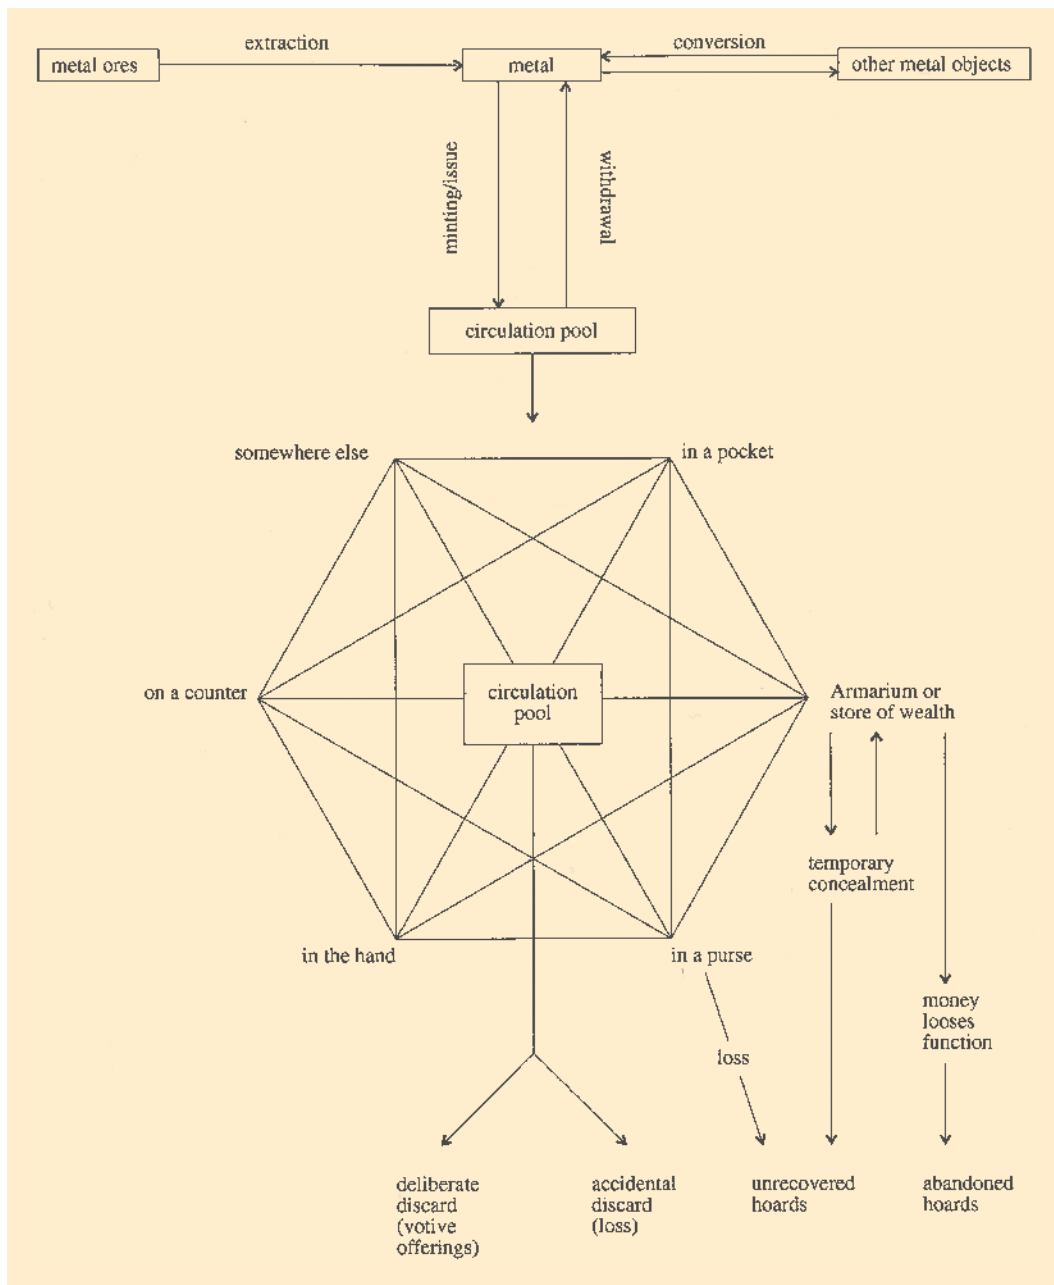 extraction
conversion
metal ores
metal
other metal objects
minting/issue
withdrawal
circulation pool
somewhere else
in a pocket
on a counter
circulation
pool
Armarium or
store of wealth
temporary
concealment
in the hand
in a purse
money
looses
function
loss
deliberate
discard
(votive
offerings)
accidental
discard
(loss)
unrecovered
hoards
abandoned
hoards